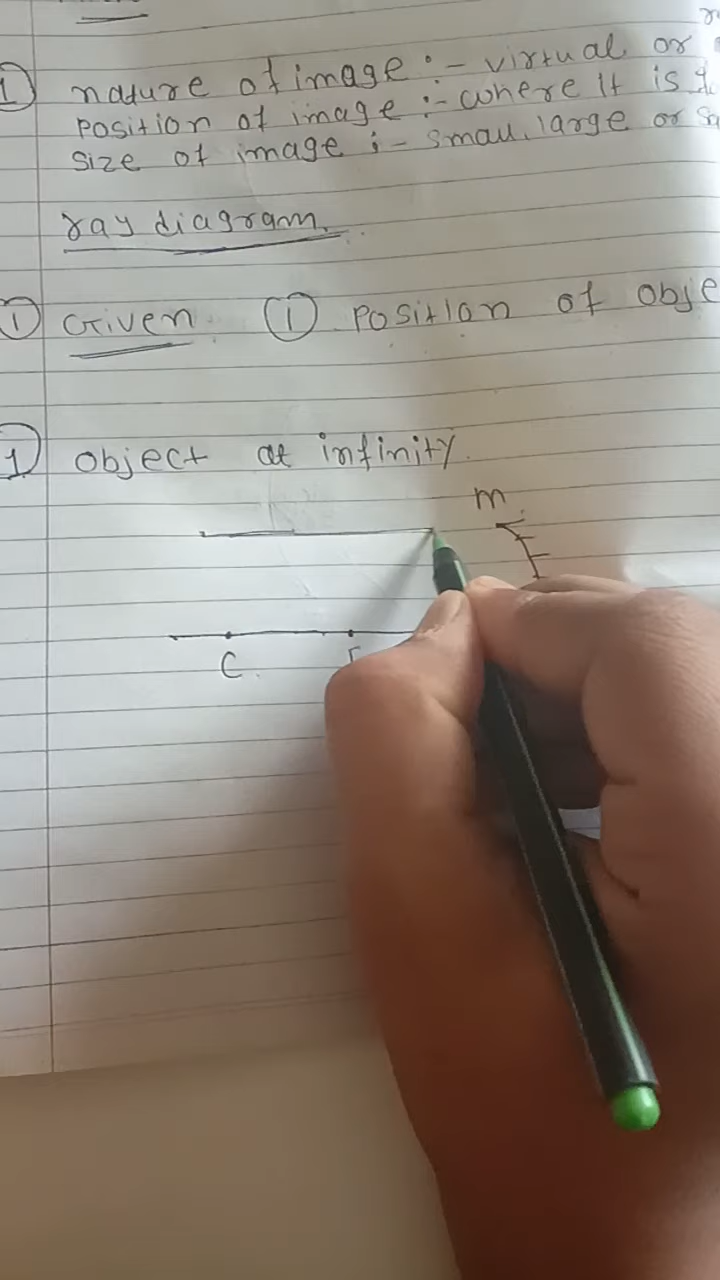 1 nature of image :- virtual or
Position of image :- where it is
size of image :- small, large or
ray diagram.
1 Given 1 Position of obje
1 object at infinity.
m
C F